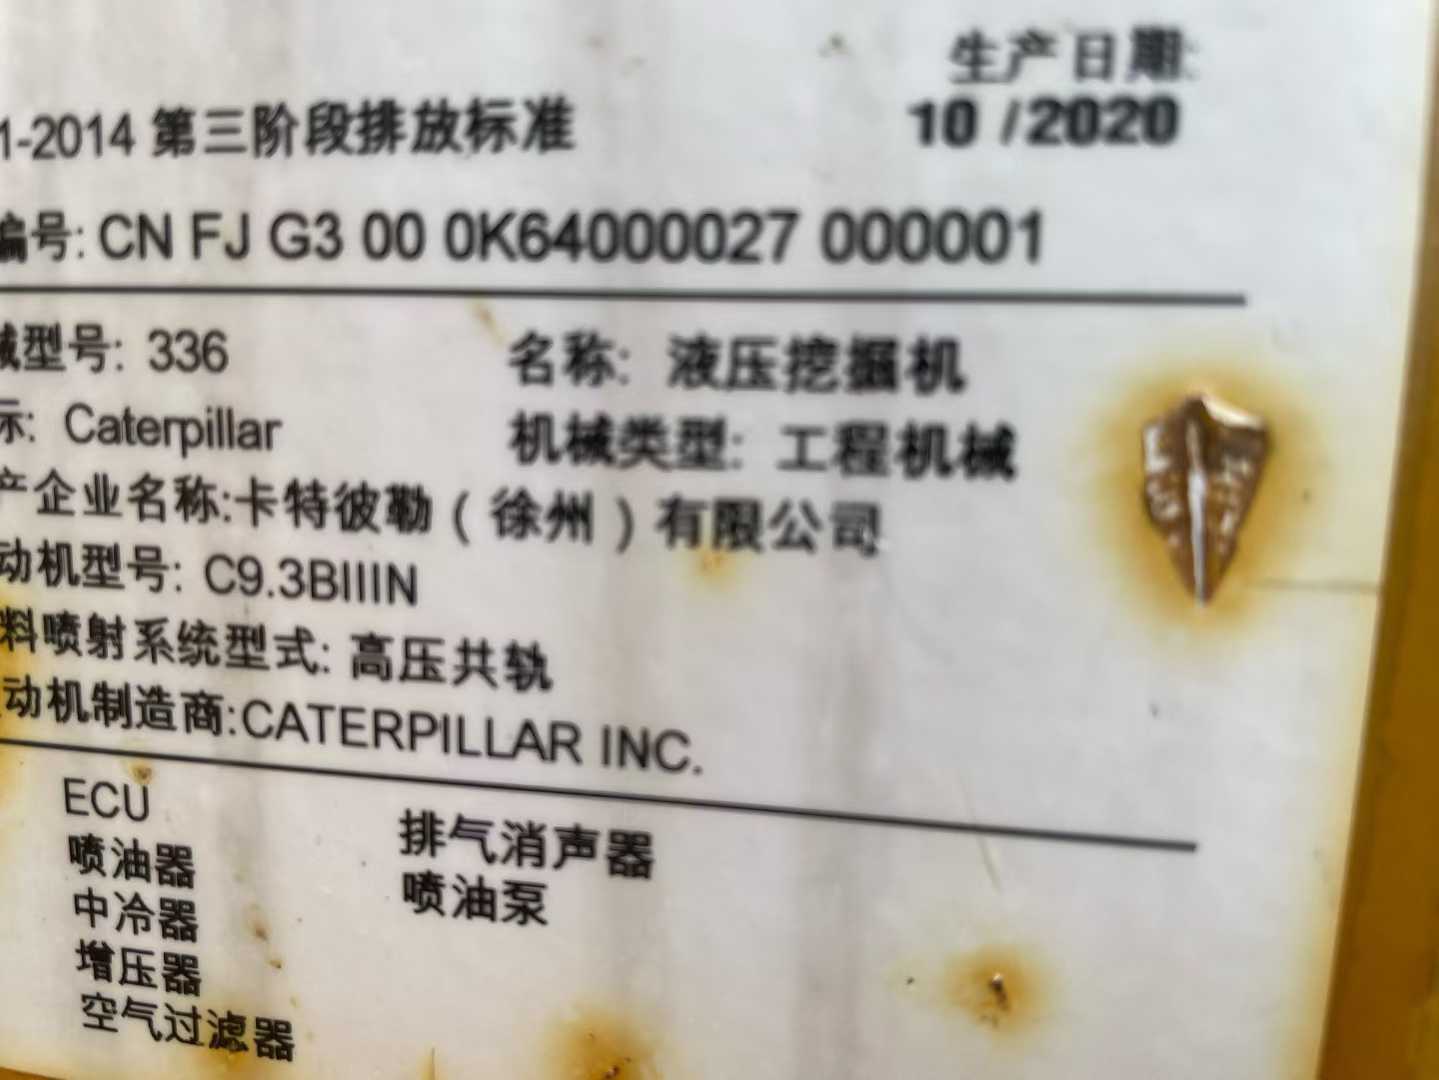 生产日期:
10 /2020
1-2014 第三阶段排放标准
编号: CN FJ G3 00 0K64000027 000001
械型号: 336
名称: 液压挖掘机
标: Caterpillar
机械类型: 工程机械
产企业名称:卡特彼勒（徐州）有限公司
动机型号: C9.3BIIIN
料喷射系统型式: 高压共轨
动机制造商:CATERPILLAR INC.
ECU
排气消声器
喷油器
喷油泵
中冷器
增压器
空气过滤器